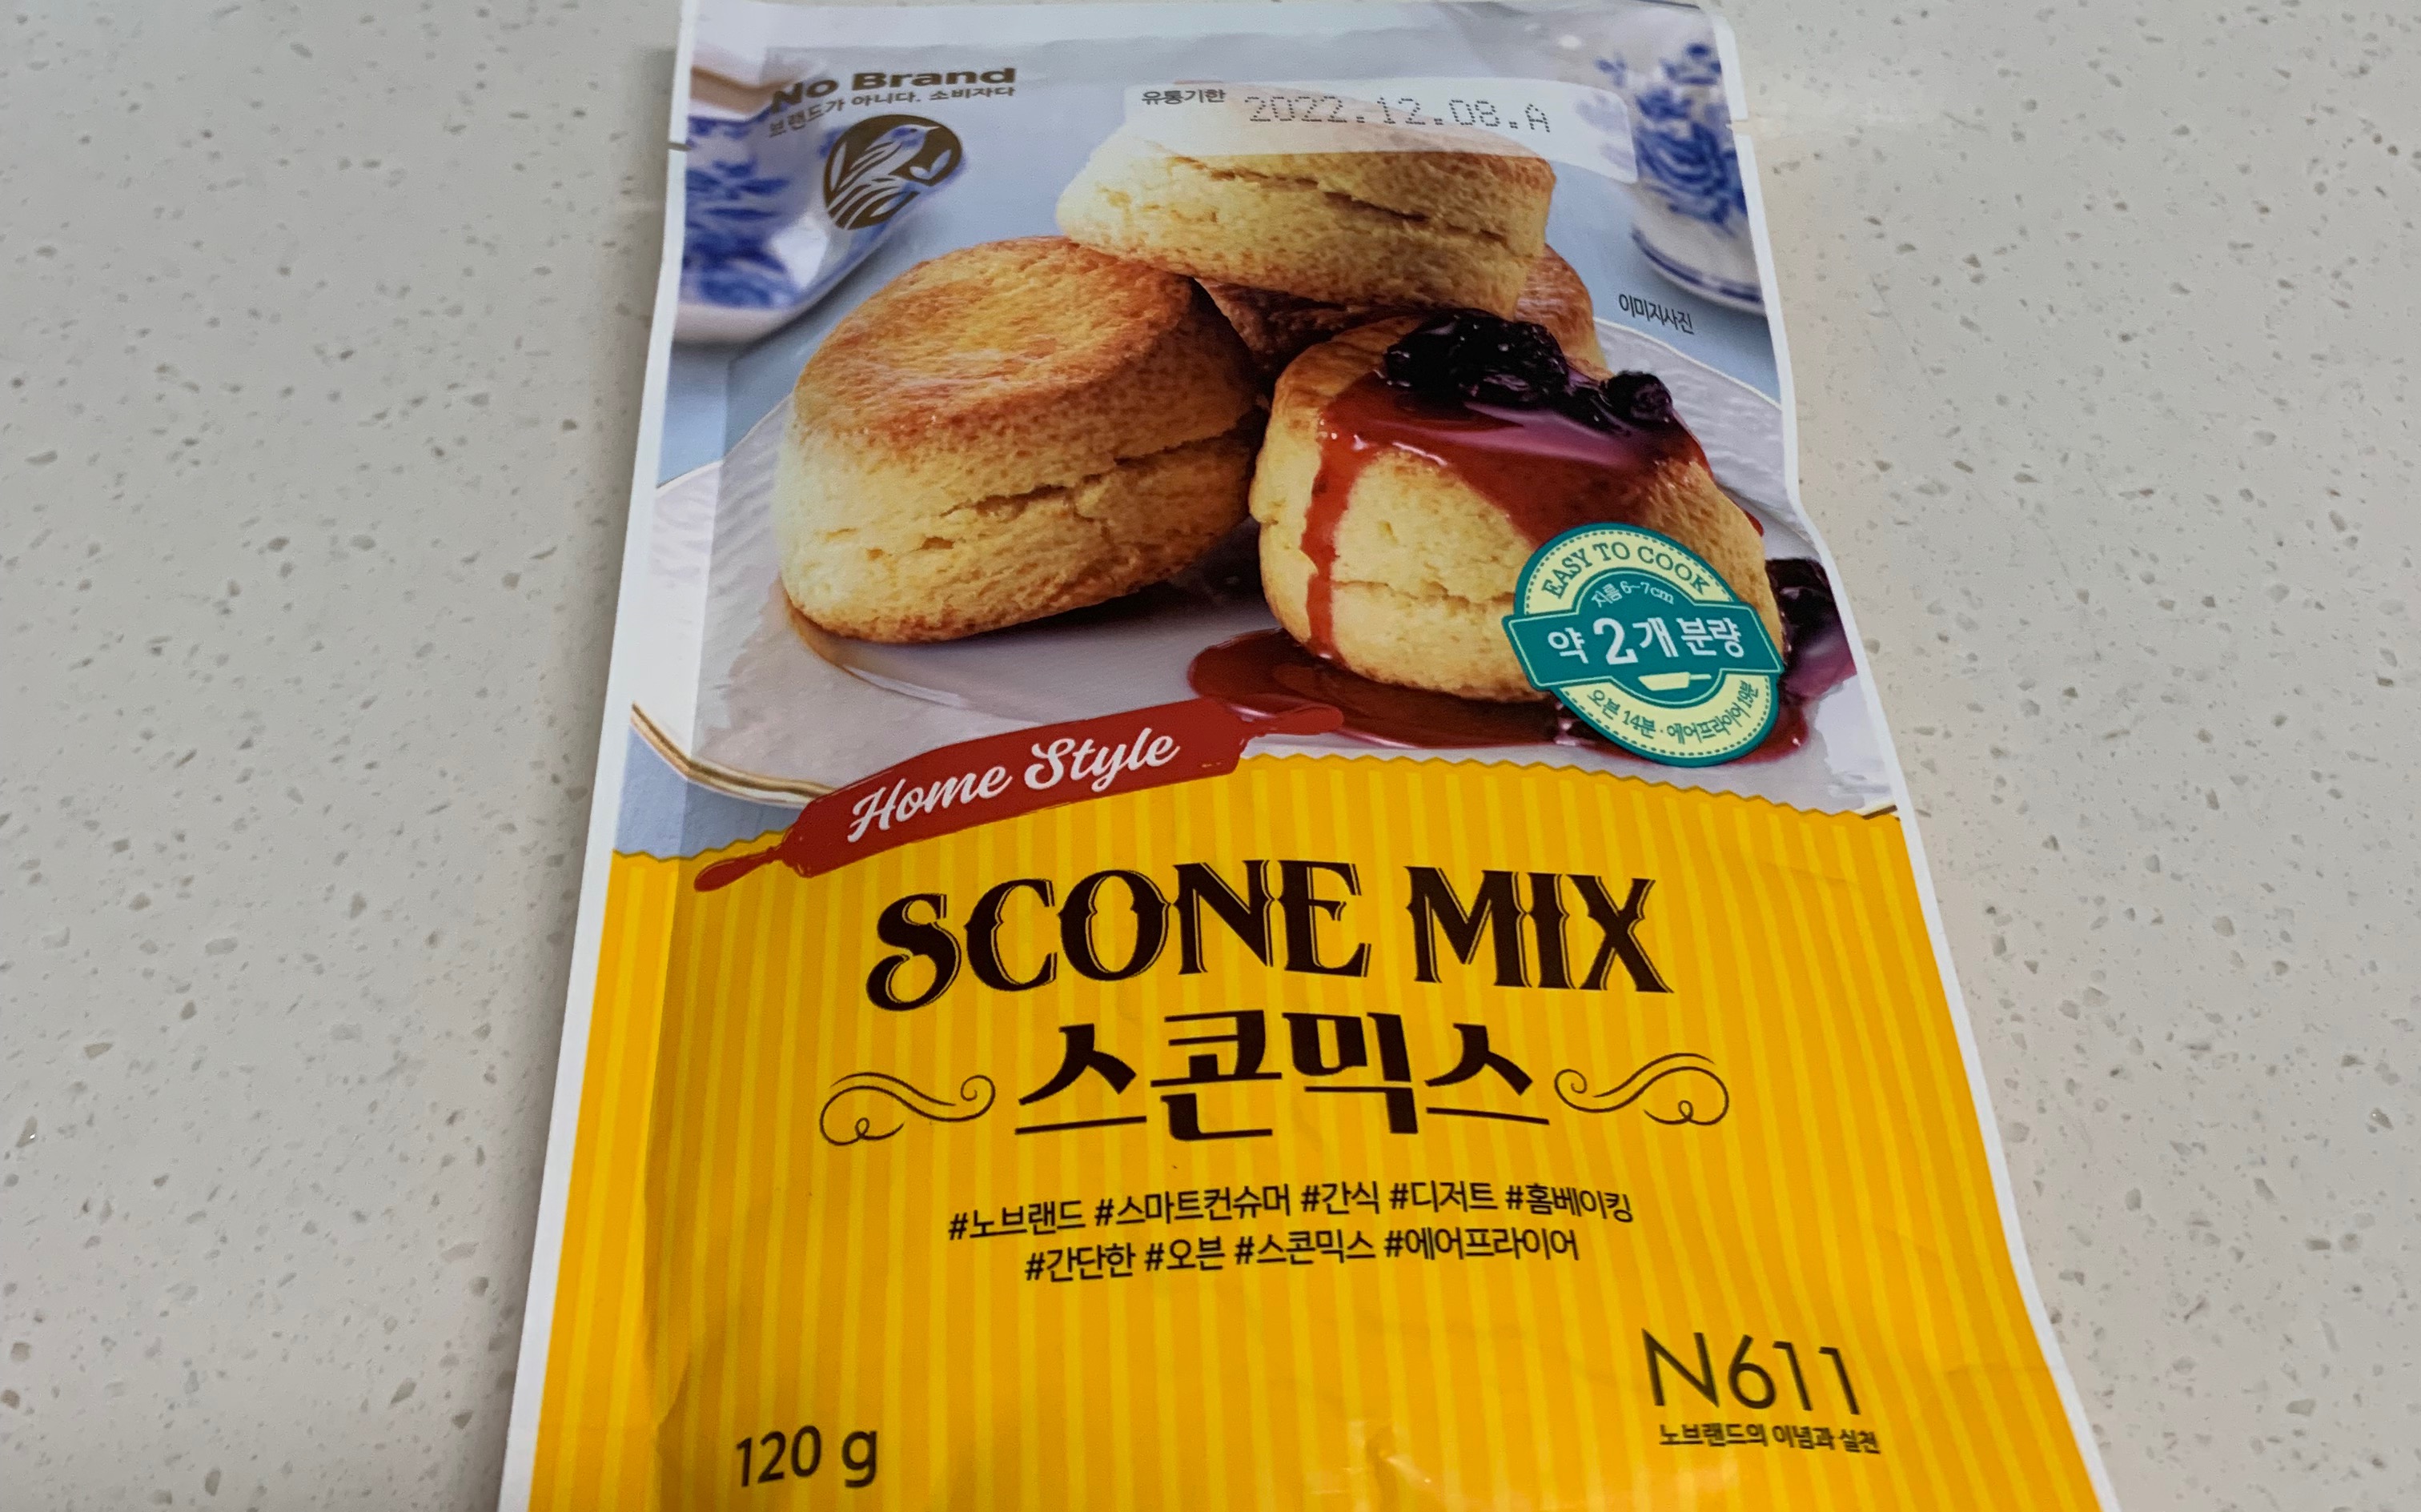 No Brand
브랜드가 아니다. 소비자다
유통기한 2022.12.08.A
이미지사진
EASY TO COOK
지름 6~7cm
약 2개 분량
오븐 14분 · 에어프라이어 19분
Home Style
SCONE MIX
스콘믹스
#노브랜드 #스마트컨슈머 #간식 #디저트 #홈베이킹
#간단한 #오븐 #스콘믹스 #에어프라이어
N611
노브랜드의 이념과 실천
120 g